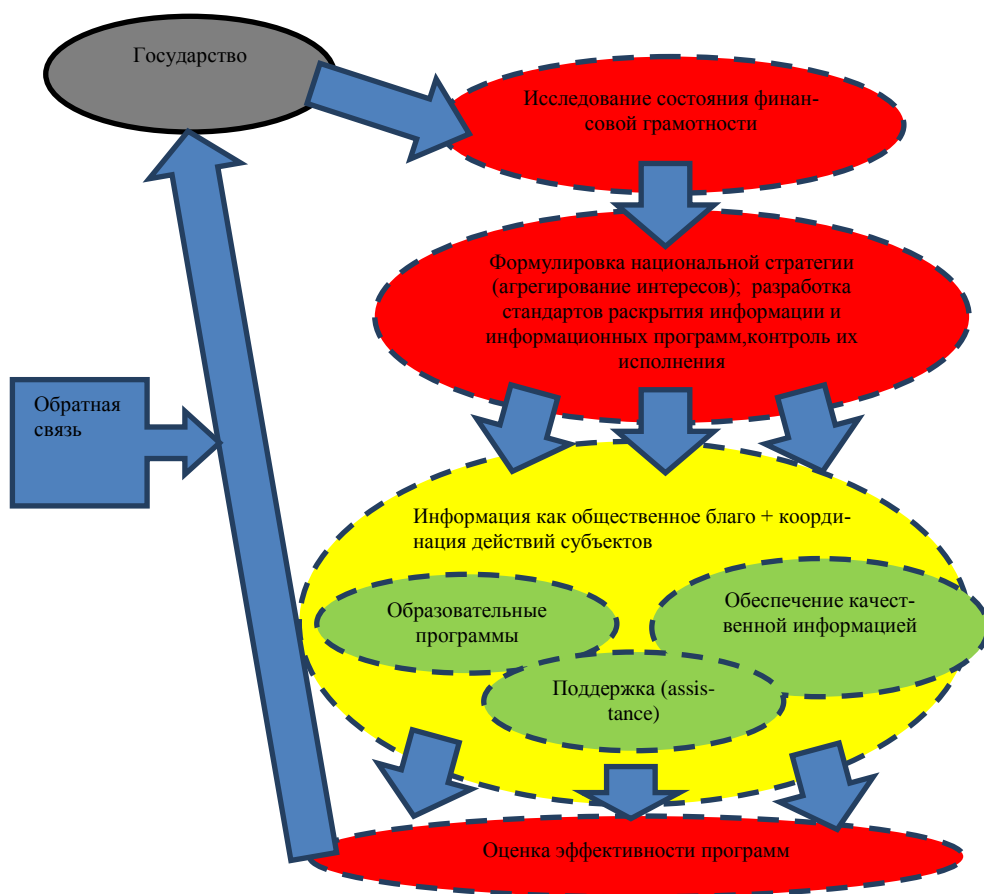 Государство
Исследование состояния финан-
совой грамотности
Формулировка национальной стратегии
(агрегирование интересов);  разработка
стандартов раскрытия информации и
информационных программ,контроль их
исполнения
Обратная
связь
Информация как общественное благо + коорди-
нация действий субъектов
Образовательные
программы
Обеспечение качест-
венной информацией
Поддержка (assis-
tance)
Оценка эффективности программ